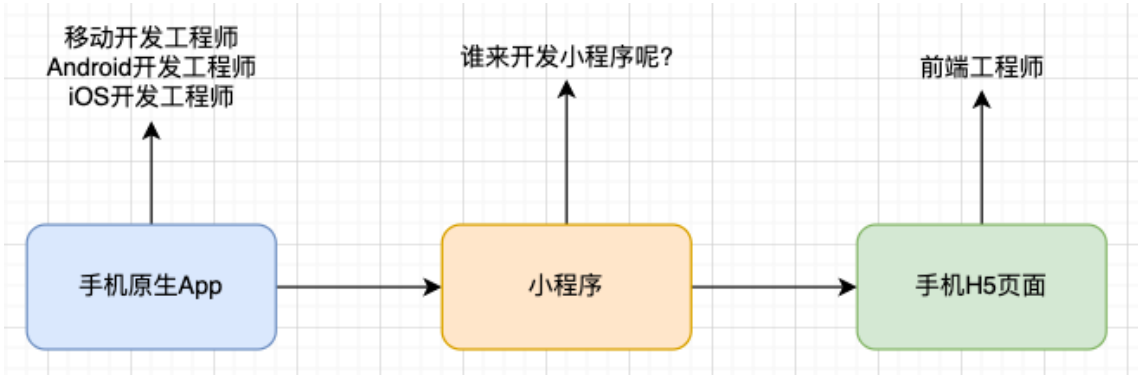 移动开发工程师
Android开发工程师
iOS开发工程师
谁来开发小程序呢?
前端工程师
手机原生App
小程序
手机H5页面